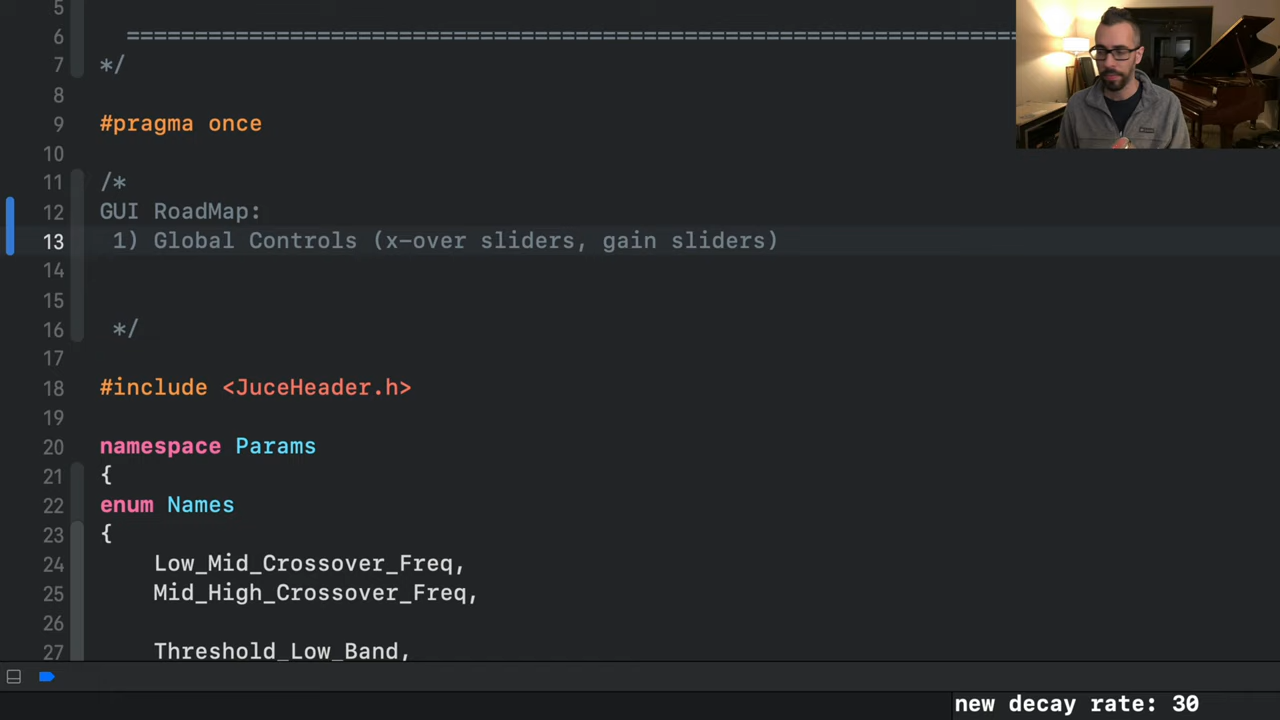 5
6 ==================================================================
7 */
8
9 #pragma once
10
11 /*
12 GUI RoadMap:
13 1) Global Controls (x-over sliders, gain sliders)
14
15
16 */
17
18 #include <JuceHeader.h>
19
20 namespace Params
21 {
22 enum Names
23 {
24 Low_Mid_Crossover_Freq,
25 Mid_High_Crossover_Freq,
26
27 Threshold_Low_Band,
new decay rate: 30